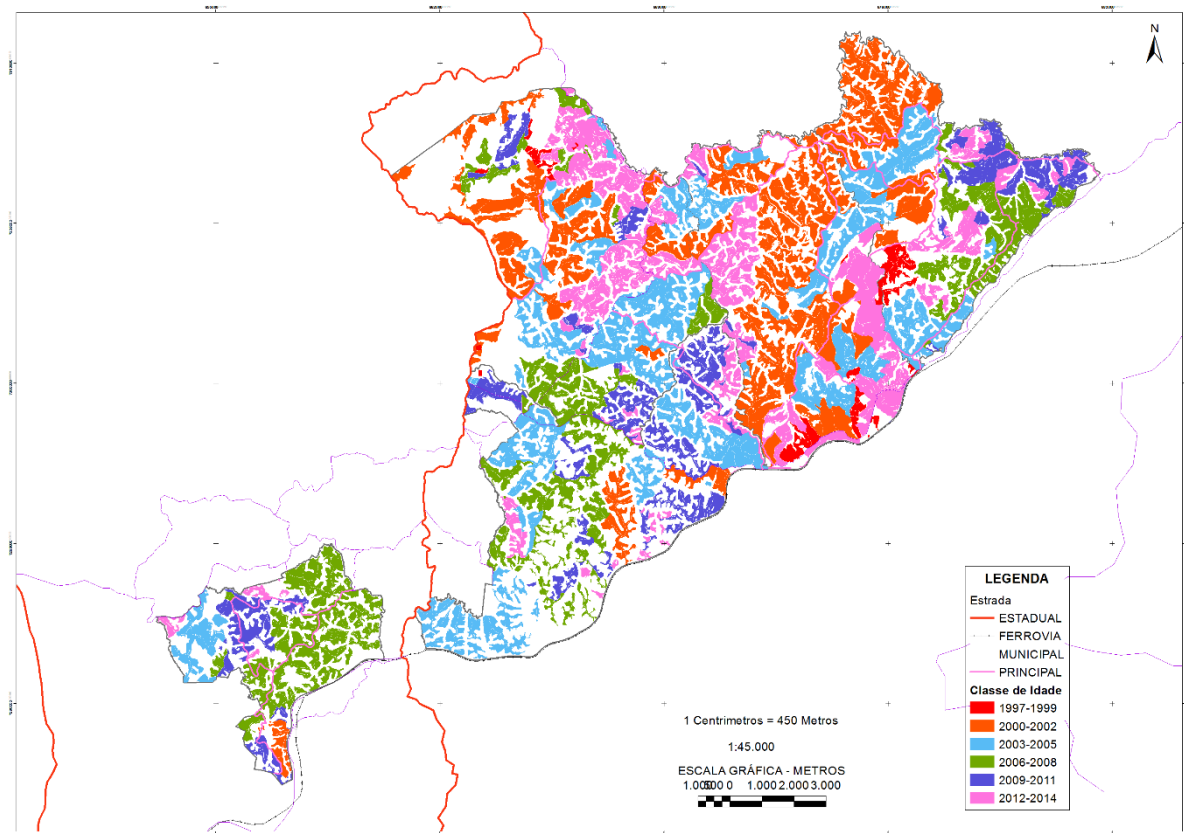 N
LEGENDA
Estrada
ESTADUAL
FERROVIA
MUNICIPAL
PRINCIPAL
Classe de Idade
1997-1999
2000-2002
2003-2005
2006-2008
2009-2011
2012-2014
1 Centrimetros = 450 Metros
1:45.000
ESCALA GRÁFICA - METROS
0 1.000 2.000 3.000